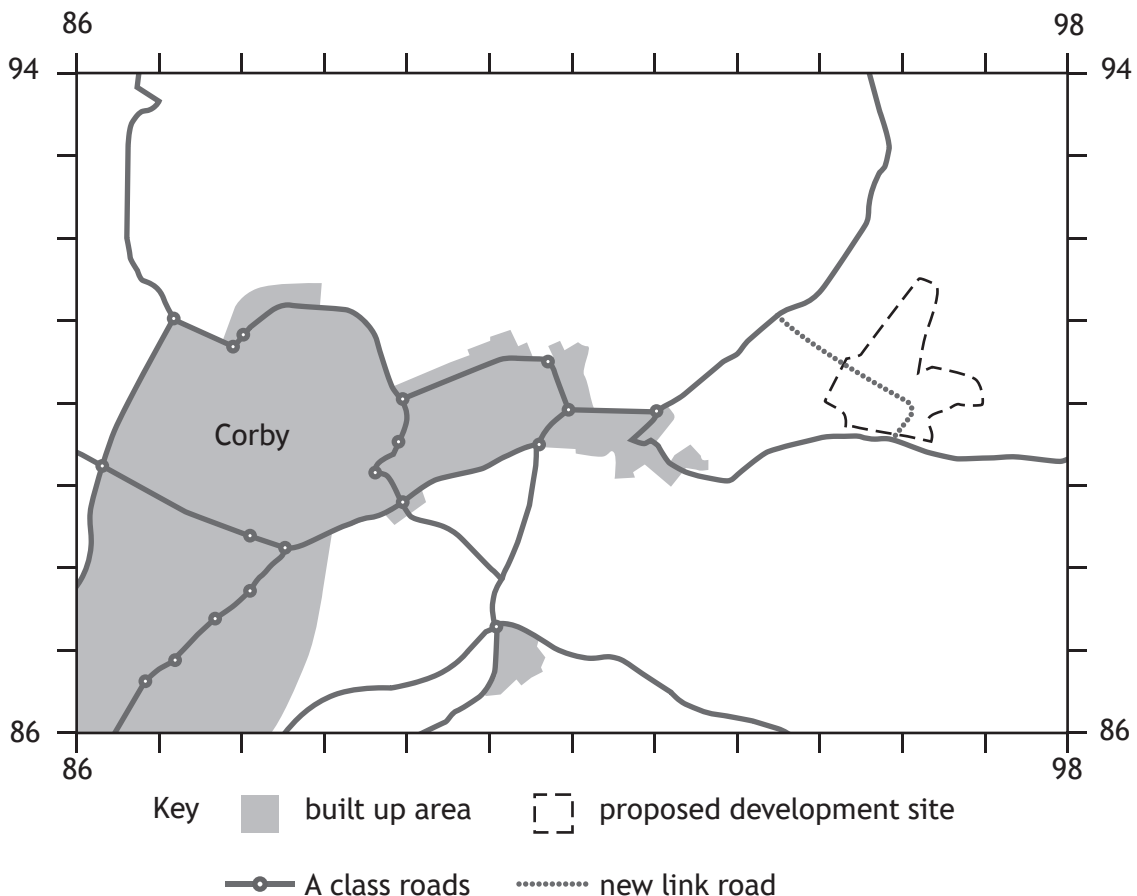 86 98
94 94
Corby
86 86
86 98
Key built up area proposed development site
A class roads new link road